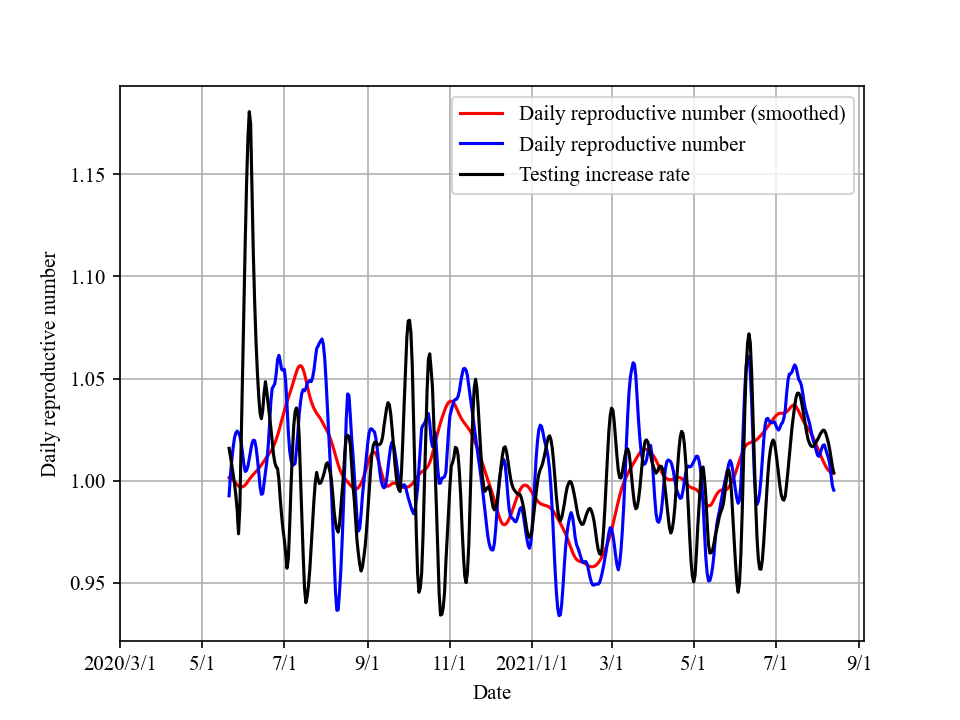 Daily reproductive number (smoothed)
Daily reproductive number
Testing increase rate
Daily reproductive number
1.15
1.10
1.05
1.00
0.95
2020/3/1 5/1 7/1 9/1 11/1 2021/1/1 3/1 5/1 7/1 9/1
Date